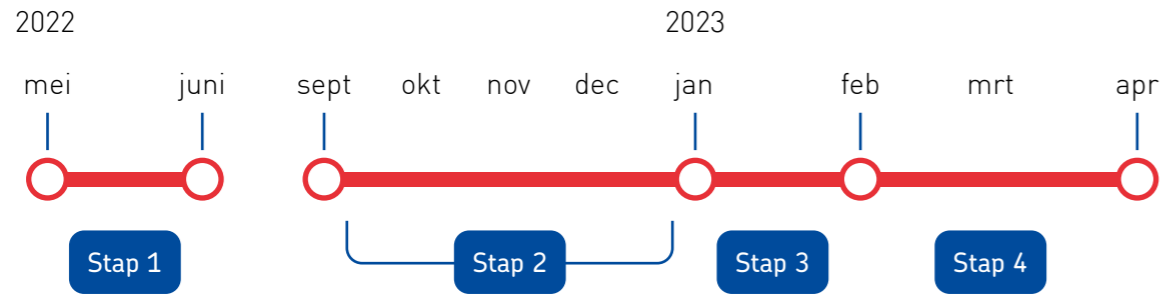 2022 2023
mei juni sept okt nov dec jan feb mrt apr
Stap 1 Stap 2 Stap 3 Stap 4